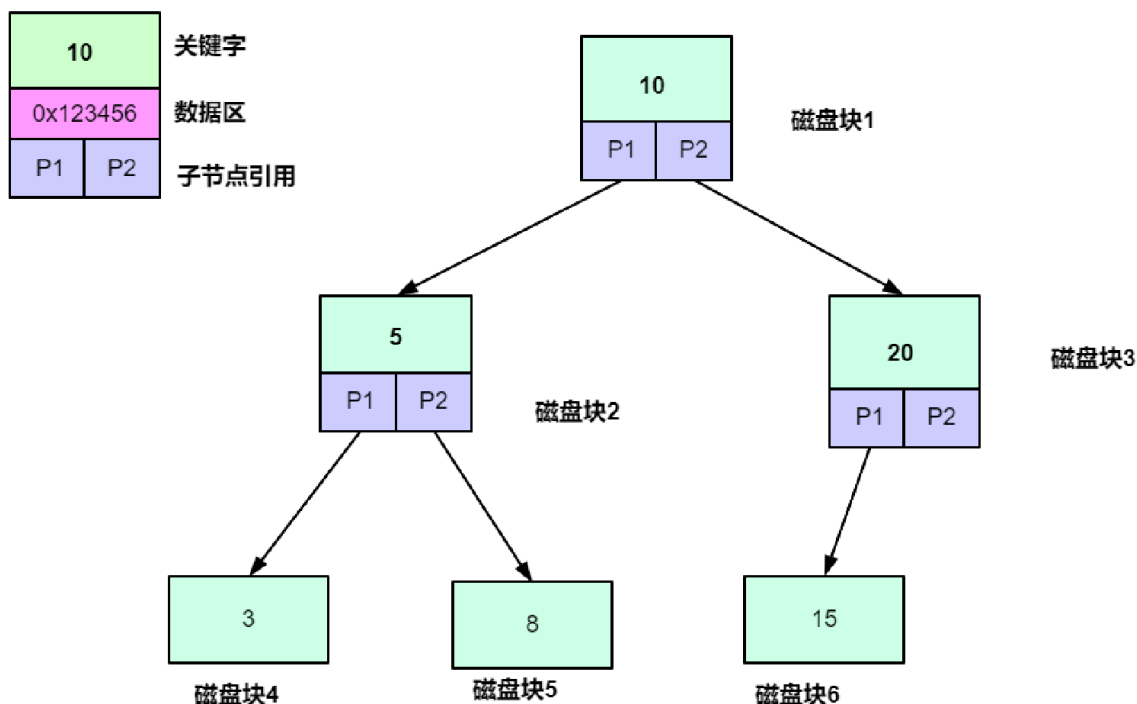 10
关键字
0x123456
数据区
P1 P2
子节点引用
10
P1 P2
磁盘块1
5
P1 P2
磁盘块2
20
P1 P2
磁盘块3
3
磁盘块4
8
磁盘块5
15
磁盘块6